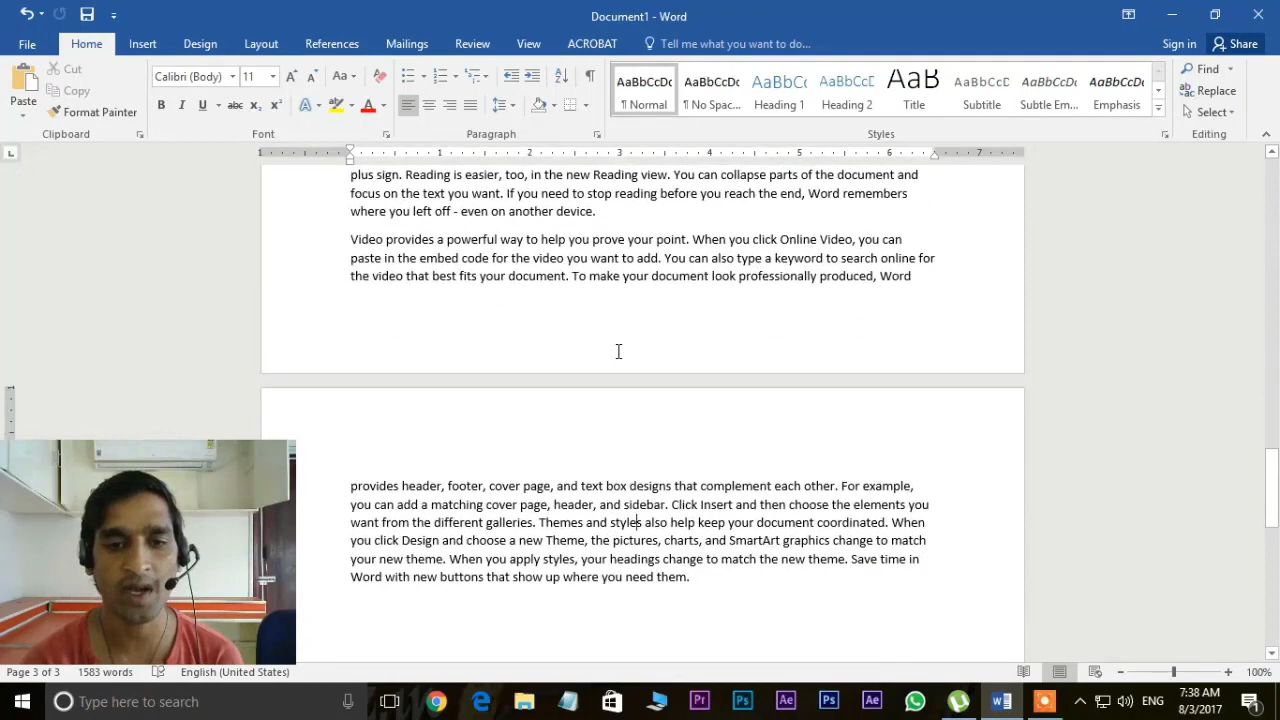 Document1 - Word
File Home Insert Design Layout References Mailings Review View ACROBAT Tell me what you want to do... Sign in Share
Paste
Cut
Copy
Format Painter
Clipboard
Calibri (Body) 11
Font
Paragraph
AaBbCcDc AaBbCcDc AaBbCc AaBbCcD AaB AaBbCcD AaBbCcDc AaBbCcDc
¶ Normal ¶ No Spac... Heading 1 Heading 2 Title Subtitle Subtle Em... Emphasis
Styles
Find
Replace
Select
Editing
1 1 2 3 4 5 6 7
plus sign. Reading is easier, too, in the new Reading view. You can collapse parts of the document and
focus on the text you want. If you need to stop reading before you reach the end, Word remembers
where you left off - even on another device.
Video provides a powerful way to help you prove your point. When you click Online Video, you can
paste in the embed code for the video you want to add. You can also type a keyword to search online for
the video that best fits your document. To make your document look professionally produced, Word
provides header, footer, cover page, and text box designs that complement each other. For example,
you can add a matching cover page, header, and sidebar. Click Insert and then choose the elements you
want from the different galleries. Themes and styles also help keep your document coordinated. When
you click Design and choose a new Theme, the pictures, charts, and SmartArt graphics change to match
your new theme. When you apply styles, your headings change to match the new theme. Save time in
Word with new buttons that show up where you need them.
Page 3 of 3 1583 words English (United States) 100%
Type here to search
Pr Ps Ae Ps Ae
ENG
7:38 AM
8/3/2017